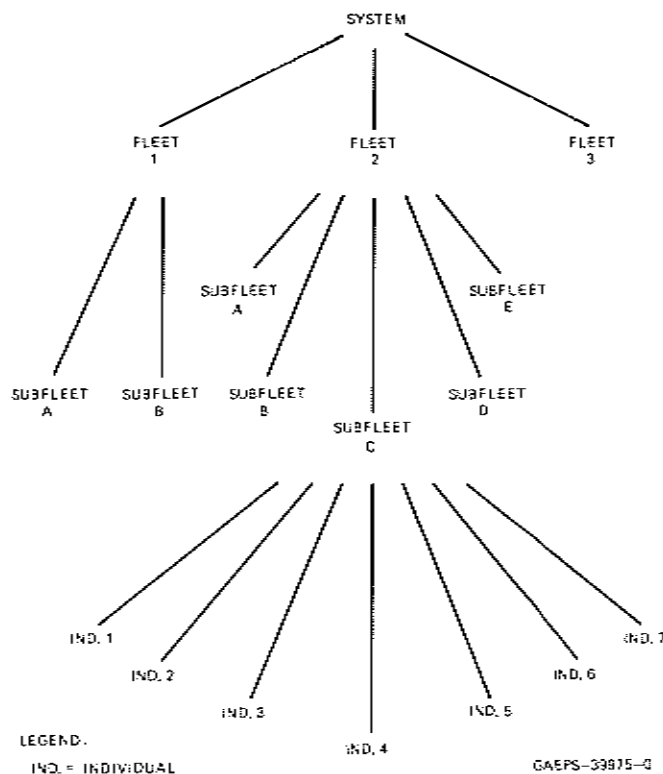 SYSTEM
FLEET
1
FLEET
2
FLEET
3
SUBFLEET
A
SUBFLEET
E
SUBFLEET
A
SUBFLEET
B
SUBFLEET
B
SUBFLEET
D
SUBFLEET
C
IND. 1
IND. 2
IND. 3
IND. 4
IND. 5
IND. 6
IND. 7
LEGEND:
IND. = INDIVIDUAL
GAEPS-39975-0